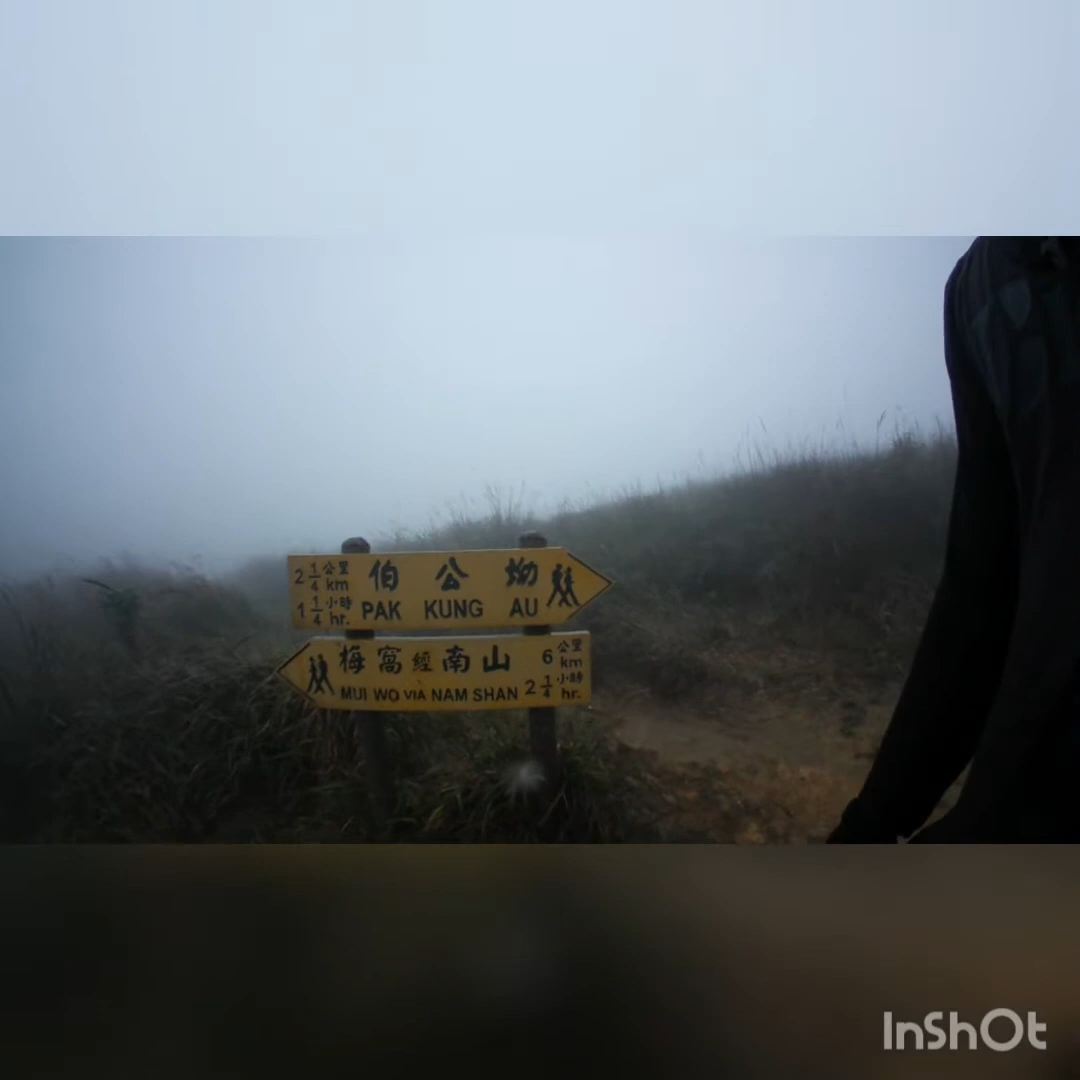 2 1/4 公里 km
1 1/4 小時 hr.
伯公坳
PAK KUNG AU
梅窩經南山
MUI WO VIA NAM SHAN
6 公里 km
2 1/4 小時 hr.
InShOt